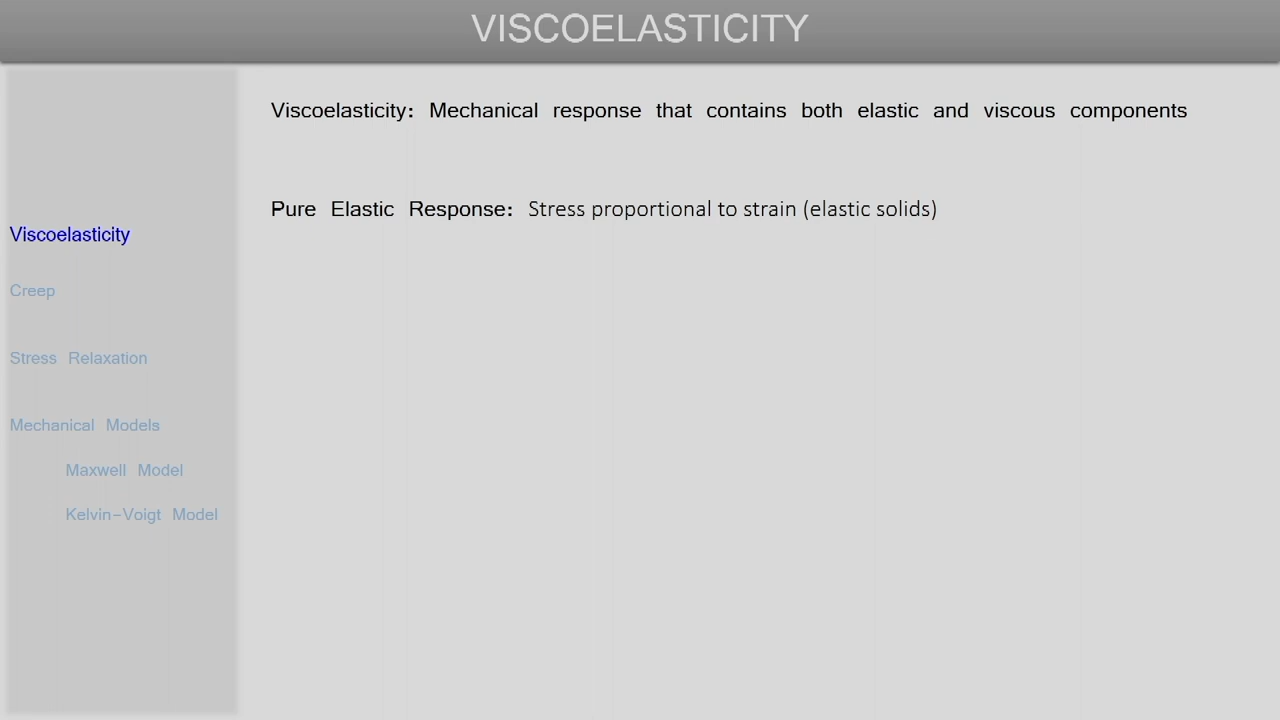 VISCOELASTICITY
Viscoelasticity: Mechanical response that contains both elastic and viscous components
Pure Elastic Response: Stress proportional to strain (elastic solids)
Viscoelasticity
Creep
Stress Relaxation
Mechanical Models
Maxwell Model
Kelvin-Voigt Model